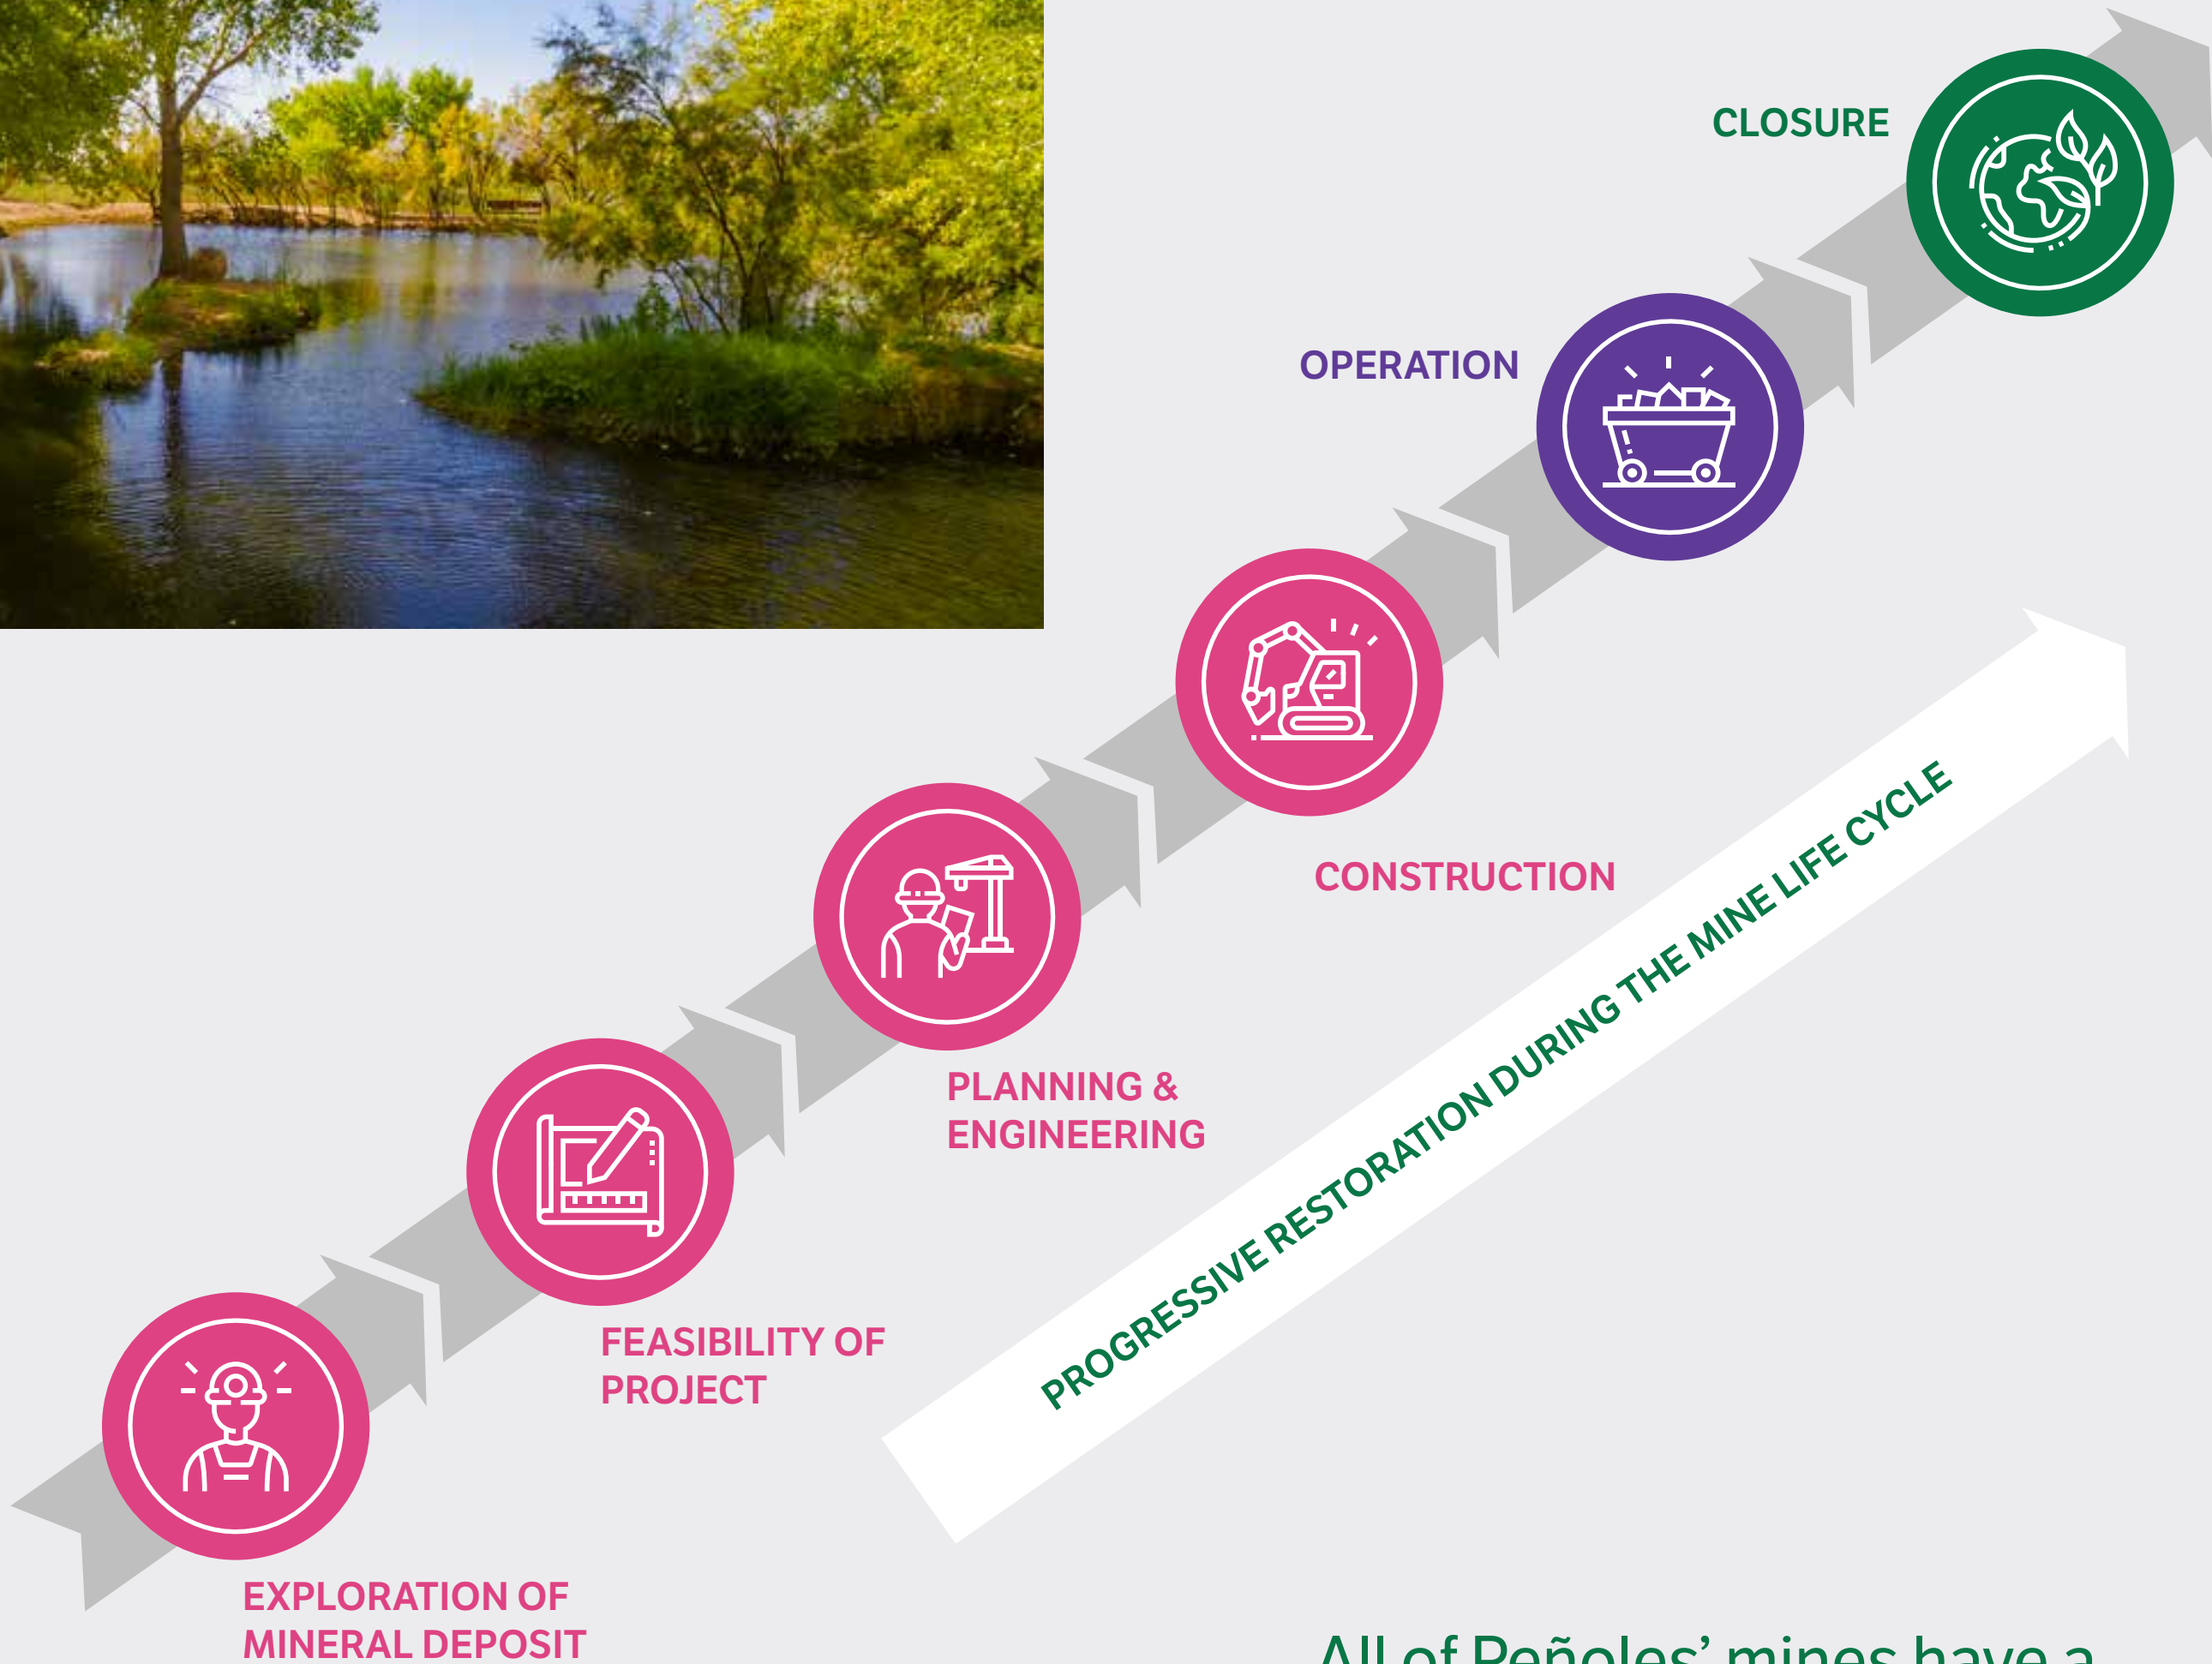 CLOSURE
OPERATION
CONSTRUCTION
PLANNING &
ENGINEERING
FEASIBILITY OF
PROJECT
EXPLORATION OF
MINERAL DEPOSIT
PROGRESSIVE RESTORATION DURING THE MINE LIFE CYCLE
All of Peñoles’ mines have a